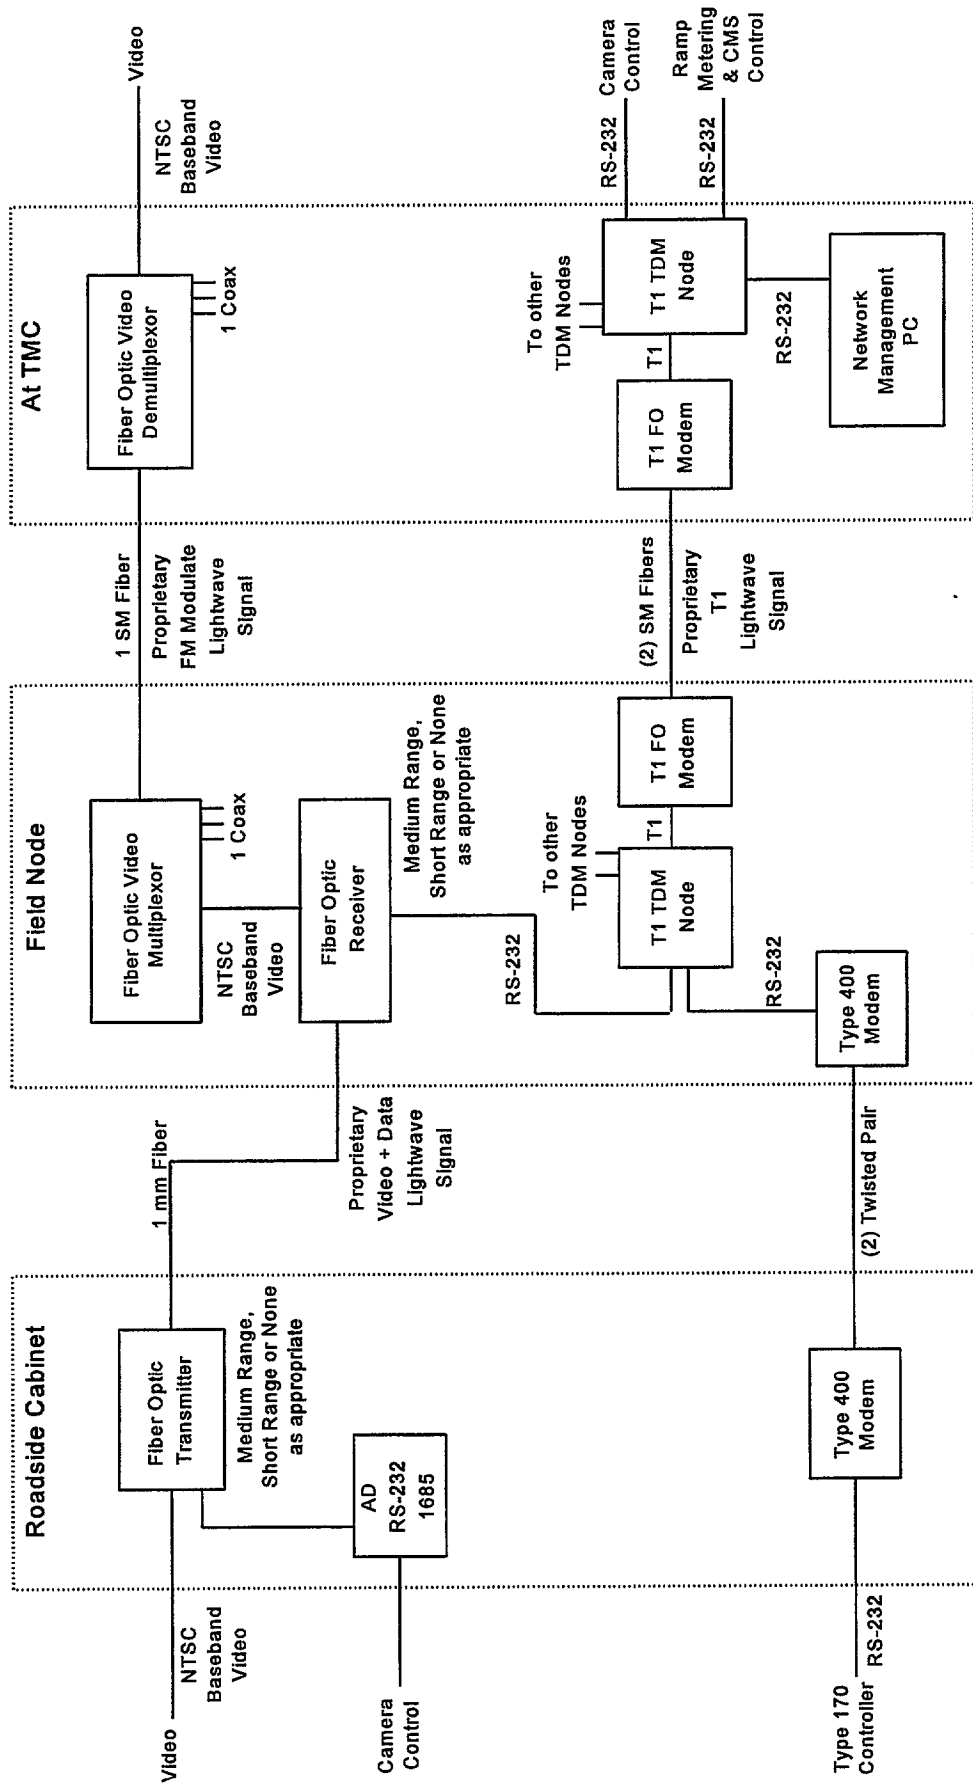 Roadside Cabinet
Video
NTSC
Baseband
Video
Fiber Optic
Transmitter
Medium Range,
Short Range or None
as appropriate
AD
RS-232
1685
Camera
Control
Type 170
Controller
RS-232
Type 400
Modem
1 mm Fiber
Proprietary
Video + Data
Lightwave
Signal
(2) Twisted Pair
Field Node
Fiber Optic Video
Multiplexor
1 Coax
NTSC
Baseband
Video
Fiber Optic
Receiver
Medium Range,
Short Range or None
as appropriate
RS-232
To other
TDM Nodes
T1 TDM
Node
T1
T1 FO
Modem
RS-232
Type 400
Modem
1 SM Fiber
Proprietary
FM Modulate
Lightwave
Signal
(2) SM Fibers
Proprietary
T1
Lightwave
Signal
At TMC
Fiber Optic Video
Demultiplexor
1 Coax
To other
TDM Nodes
T1 FO
Modem
T1
T1 TDM
Node
RS-232
Network
Management
PC
NTSC
Baseband
Video
Video
RS-232
Camera
Control
RS-232
Ramp
Metering
& CMS
Control